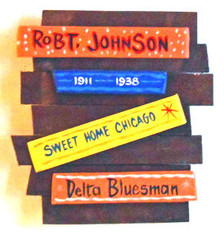 ROBT. JOHNSON
1911 - 1938
SWEET HOME CHICAGO
Delta Bluesman